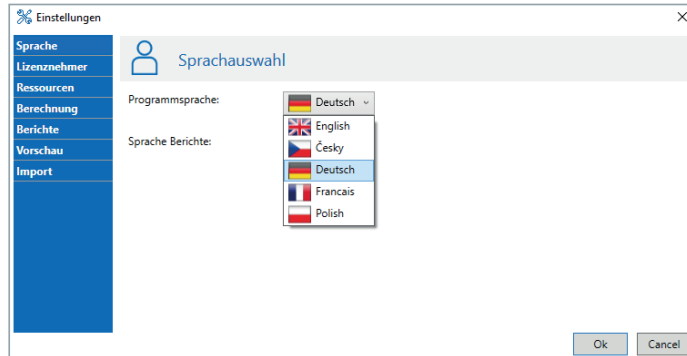 Einstellungen
Sprache
Lizenznehmer
Ressourcen
Berechnung
Berichte
Vorschau
Import
Sprachauswahl
Programmsprache:
Deutsch
English
Česky
Deutsch
Francais
Polish
Sprache Berichte:
Ok
Cancel